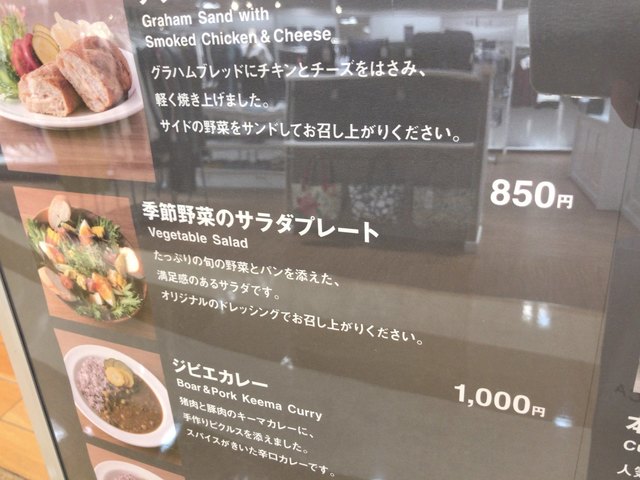 Graham Sand with
Smoked Chicken & Cheese
グラハムブレッドにチキンとチーズをはさみ、
軽く焼き上げました。
サイドの野菜をサンドしてお召し上がりください。
850円
季節野菜のサラダプレート
Vegetable Salad
たっぷりの旬の野菜とパンを添えた、
満足感のあるサラダです。
オリジナルのドレッシングでお召し上がりください。
1,000円
ジビエカレー
Boar & Pork Keema Curry
猪肉と豚肉のキーマカレーに、
手作りピクルスを添えました。
スパイスがきいた辛口カレーです。
本
Cu
人気